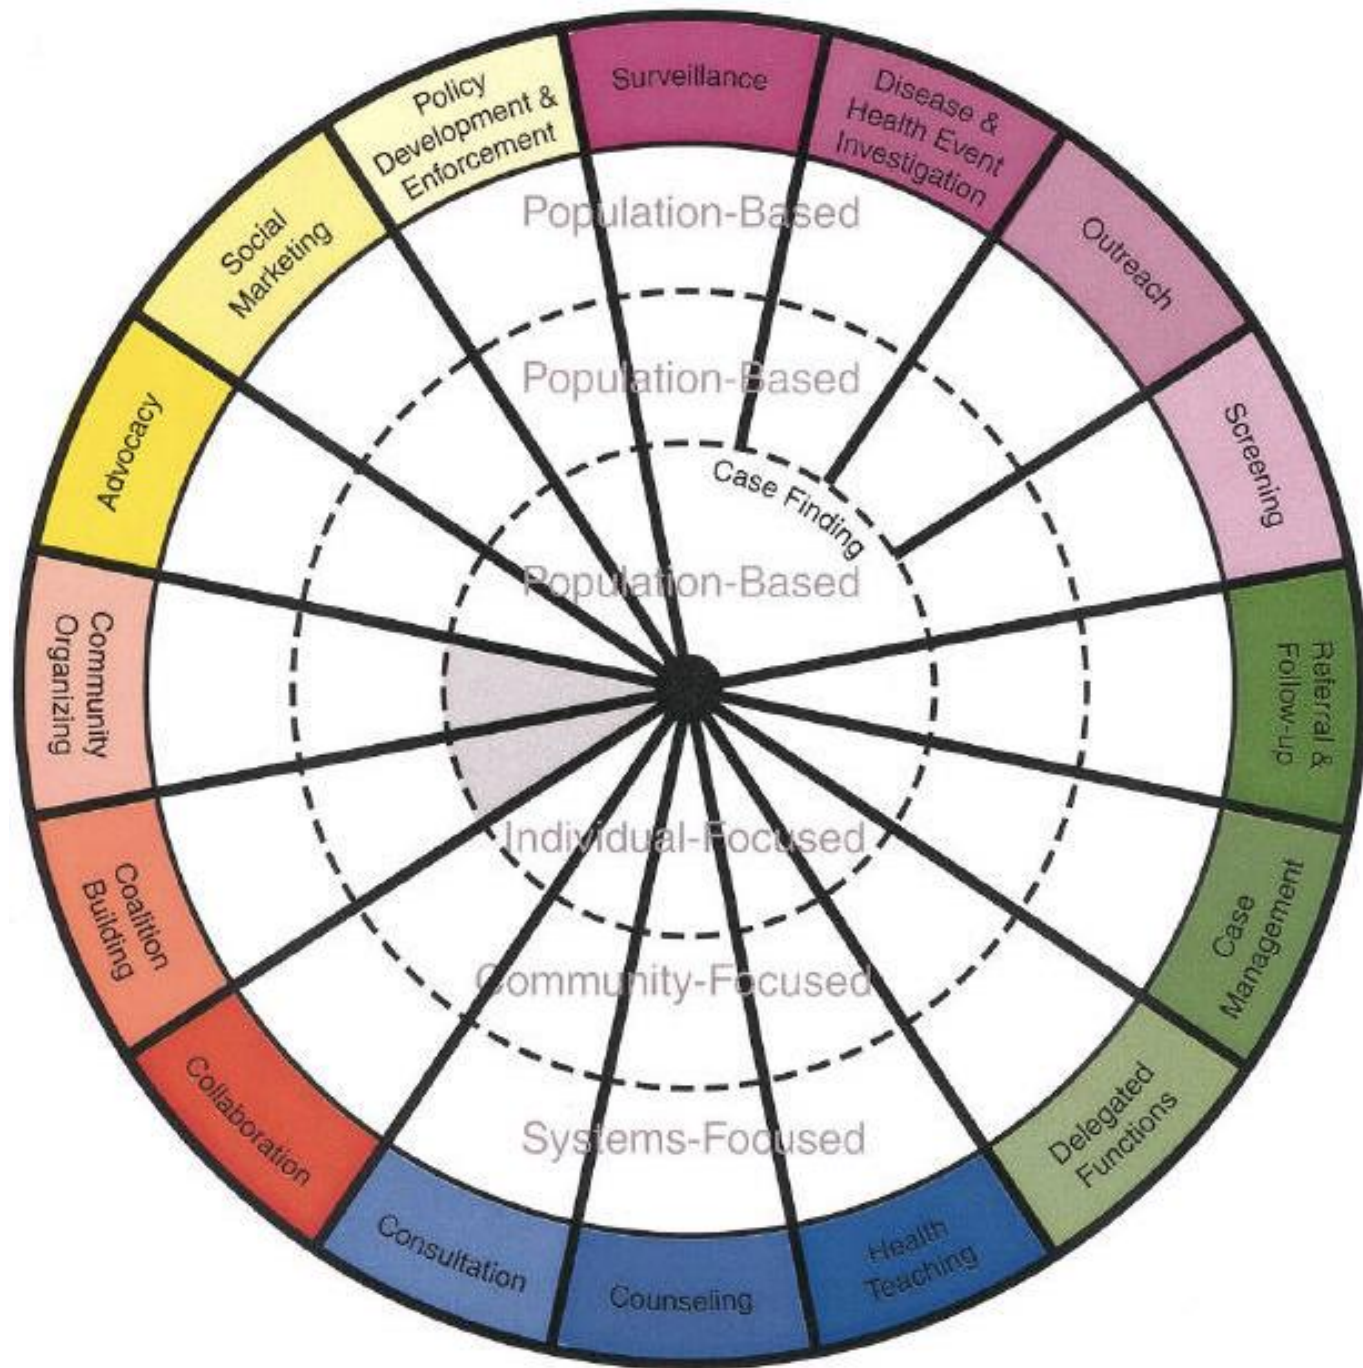 Surveillance
Disease &
Health Event
Investigation
Outreach
Screening
Referral &
Follow-up
Case
Management
Delegated
Functions
Health
Teaching
Counseling
Consultation
Collaboration
Coalition
Building
Community
Organizing
Advocacy
Social
Marketing
Policy
Development &
Enforcement
Population-Based
Population-Based
Case Finding
Population-Based
Individual-Focused
Community-Focused
Systems-Focused